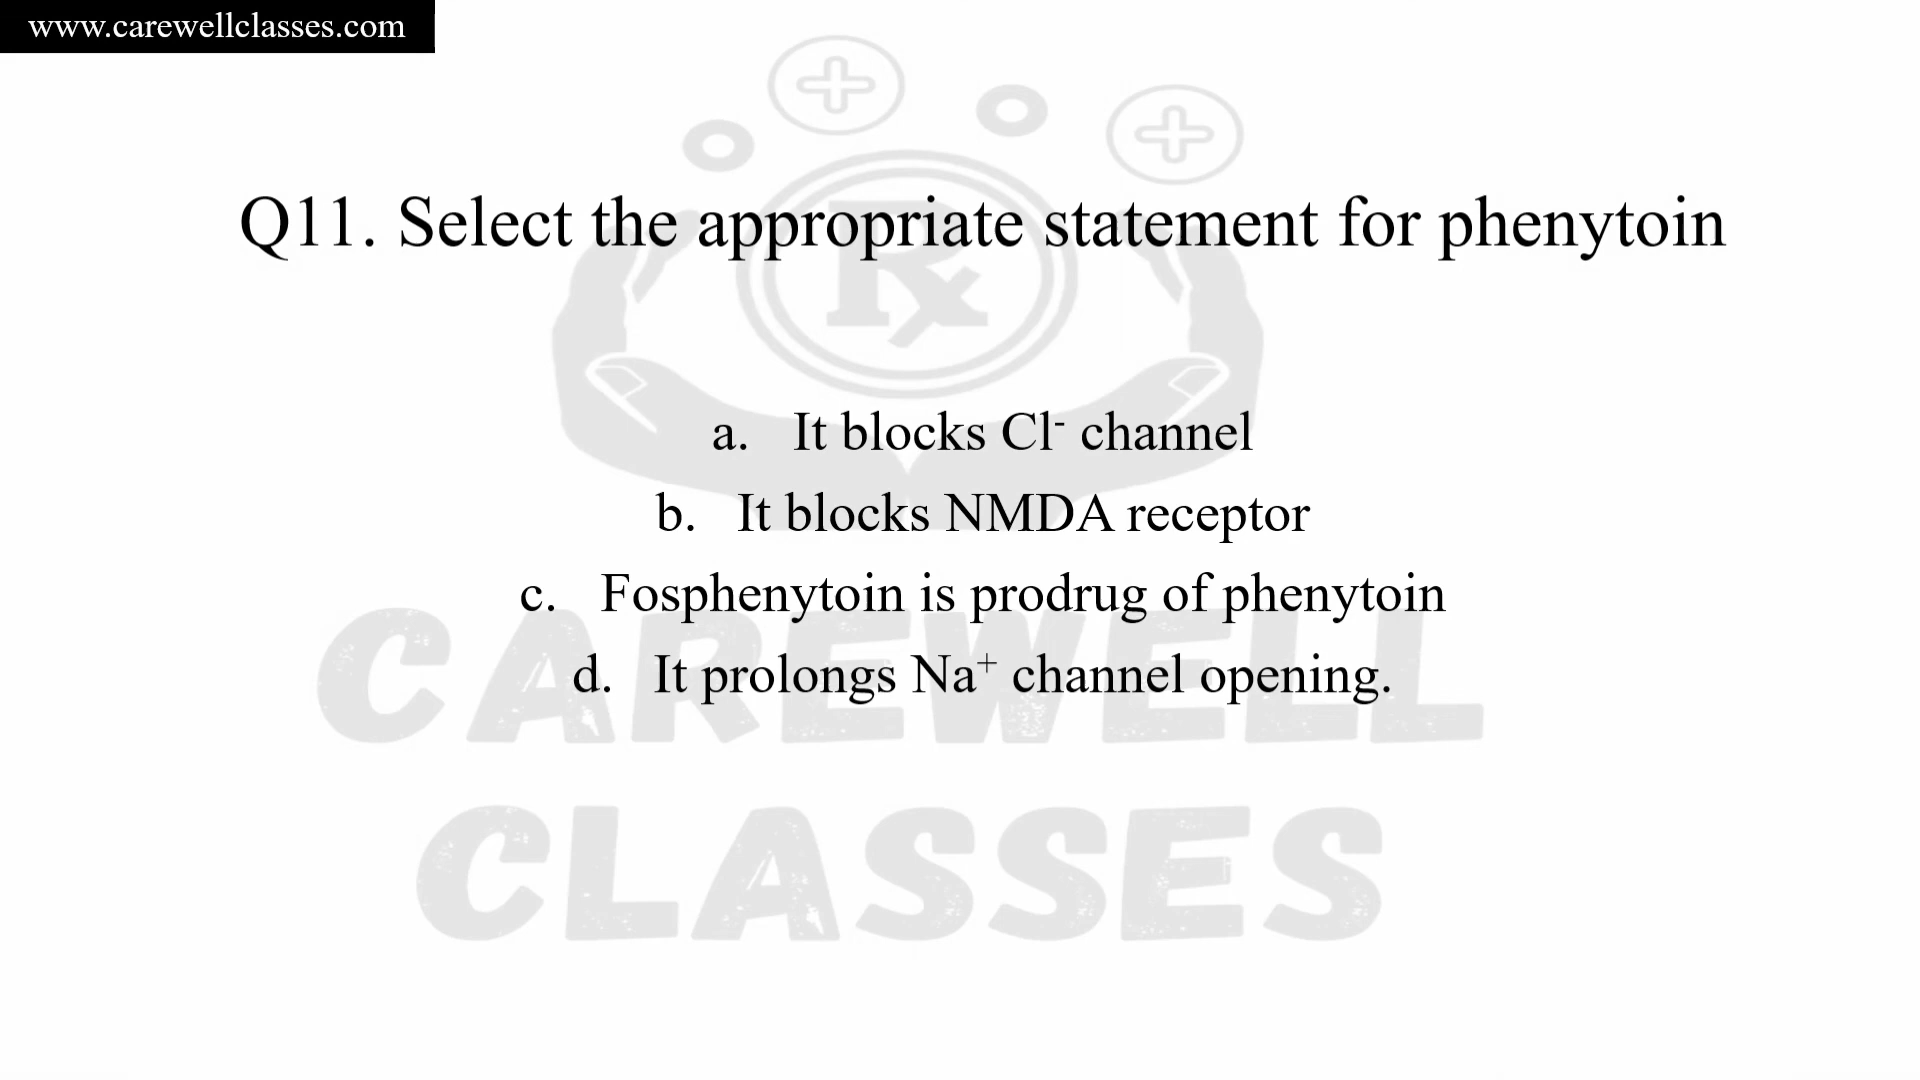 www.carewellclasses.com
Q11. Select the appropriate statement for phenytoin
a. It blocks Cl⁻ channel
b. It blocks NMDA receptor
c. Fosphenytoin is prodrug of phenytoin
d. It prolongs Na⁺ channel opening.
Rx
CAREWELL
CLASSES